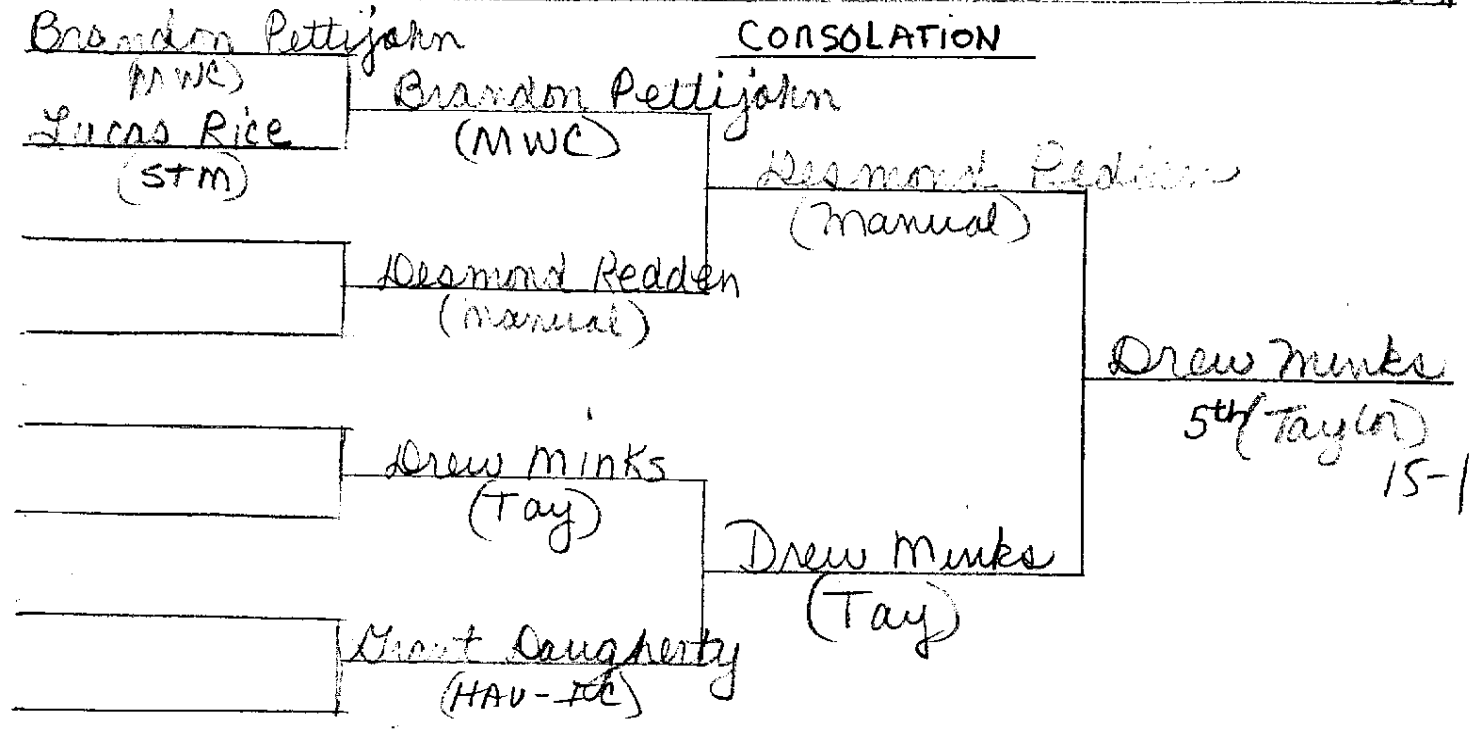 CONSOLATION
Brandon Pettijohn
(MWC)
Lucas Rice
(STM)
Brandon Pettijohn
(MWC)
Desmond Redden
(Manual)
Desmond Redden
(Manual)
Drew Minks
(Tay)
Grant Daugherty
(HAV-)
Drew Minks
(Tay)
Drew Minks
5th (Taylor)
15-1